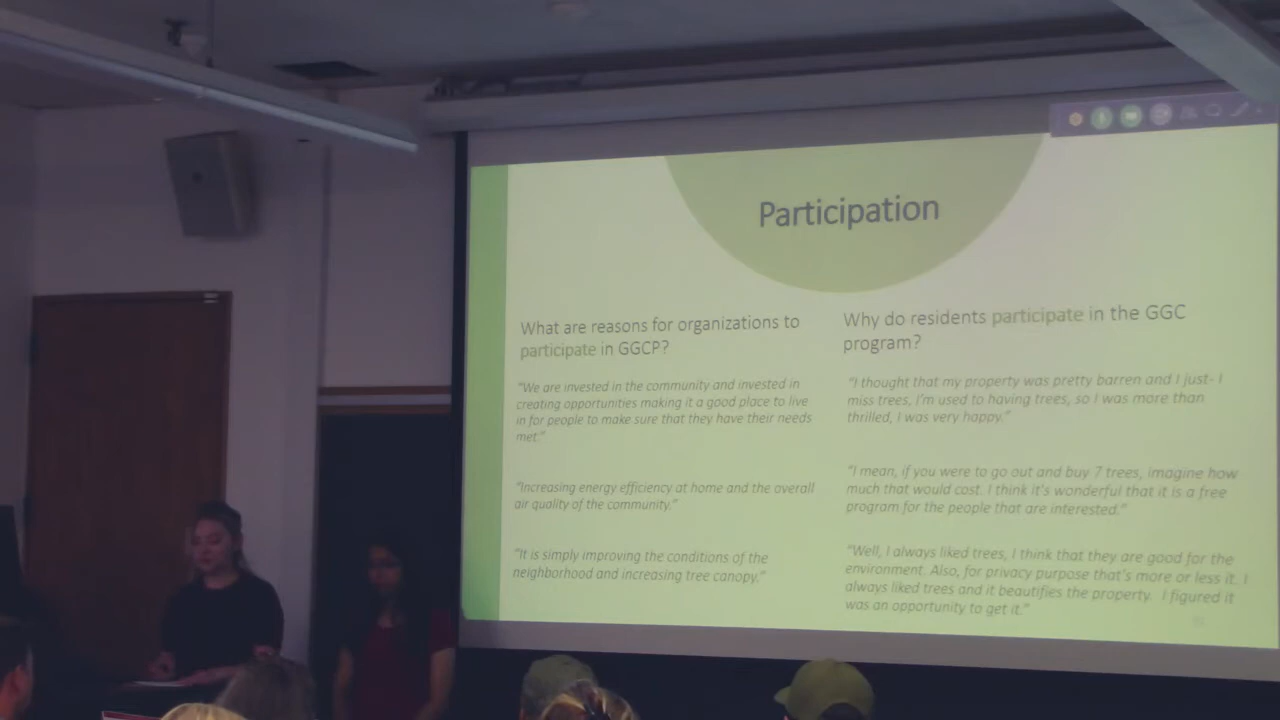 Participation
What are reasons for organizations to
participate in GGCP?
"We are invested in the community and invested in
creating opportunities making it a good place to live
in for people to make sure that they have their needs
met."
"Increasing energy efficiency at home and the overall
air quality of the community."
"It is simply improving the conditions of the
neighborhood and increasing tree canopy."
Why do residents participate in the GGC
program?
"I thought that my property was pretty barren and I just- I
miss trees, I'm used to having trees, so I was more than
thrilled, I was very happy."
"I mean, if you were to go out and buy 7 trees, imagine how
much that would cost. I think it's wonderful that it is a free
program for the people that are interested."
"Well, I always liked trees, I think that they are good for the
environment. Also, for privacy purpose that's more or less it. I
always liked trees and it beautifies the property. I figured it
was an opportunity to get it."